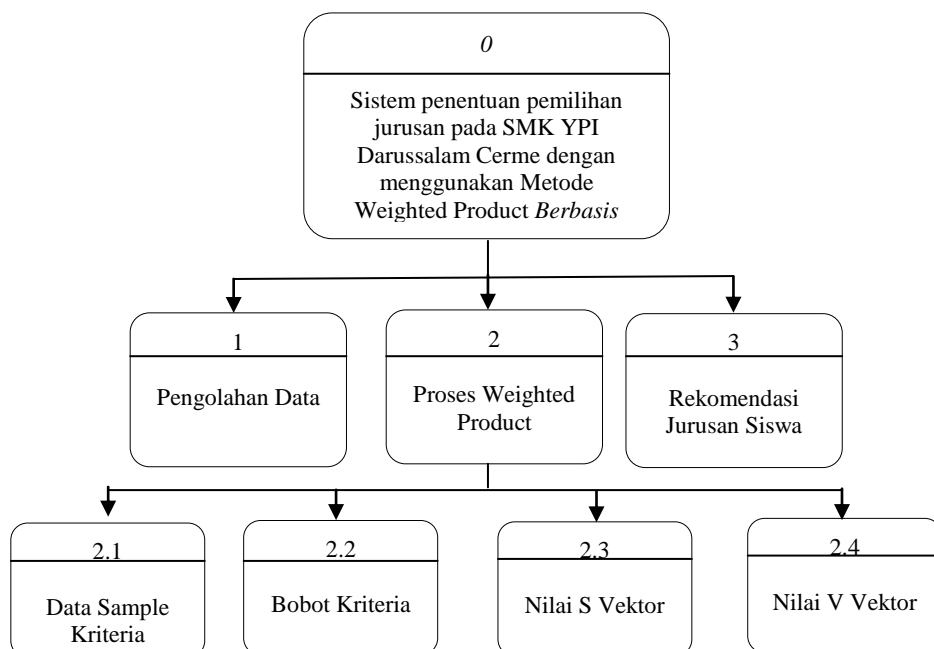 0
Sistem penentuan pemilihan
jurusan pada SMK YPI
Darussalam Cerme dengan
menggunakan Metode
Weighted Product Berbasis
1
Pengolahan Data
2
Proses Weighted
Product
3
Rekomendasi
Jurusan Siswa
2.1
Data Sample
Kriteria
2.2
Bobot Kriteria
2.3
Nilai S Vektor
2.4
Nilai V Vektor